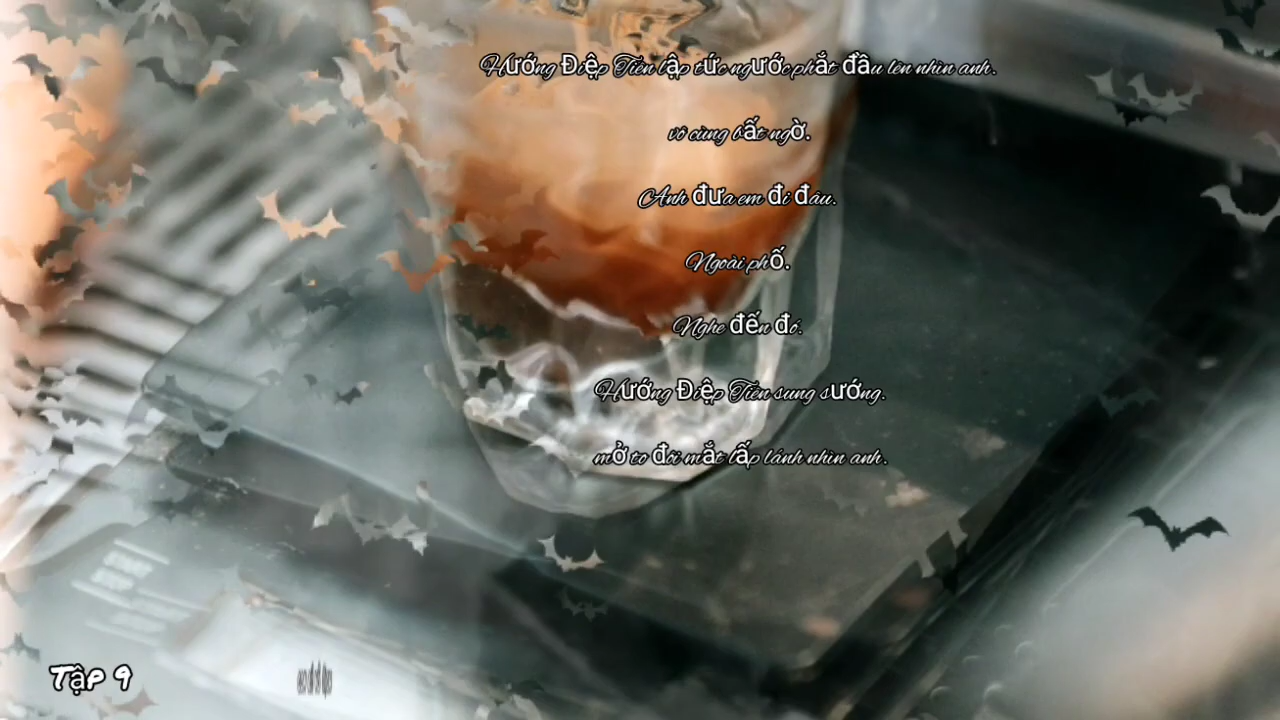 Hướng Điệp Tiên lập tức ngước phắt đầu lên nhìn anh.
vô cùng bất ngờ.
Anh đưa em đi đâu.
Ngoài phố.
Nghe đến đó.
Hướng Điệp Tiên sung sướng.
mở to đôi mắt lấp lánh nhìn anh.
Tập 9